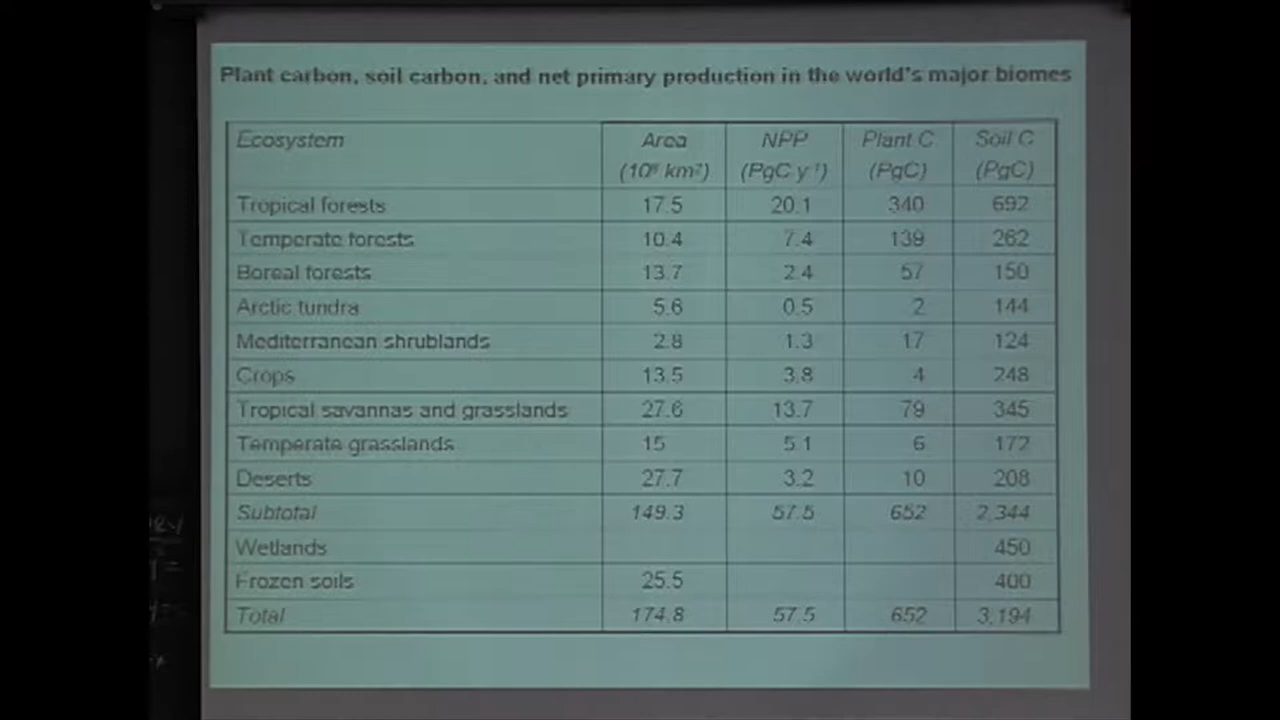 Plant carbon, soil carbon, and net primary production in the world's major biomes
Ecosystem Area NPP Plant C Soil C
(10⁶ km²) (PgC y⁻¹) (PgC) (PgC)
Tropical forests 17.5 20.1 340 692
Temperate forests 10.4 7.4 139 262
Boreal forests 13.7 2.4 57 150
Arctic tundra 5.6 0.5 2 144
Mediterranean shrublands 2.8 1.3 17 124
Crops 13.5 3.8 4 248
Tropical savannas and grasslands 27.6 13.7 79 345
Temperate grasslands 15 5.1 6 172
Deserts 27.7 3.2 10 208
Subtotal 149.3 57.5 652 2,344
Wetlands 450
Frozen soils 25.5 400
Total 174.8 57.5 652 3,194